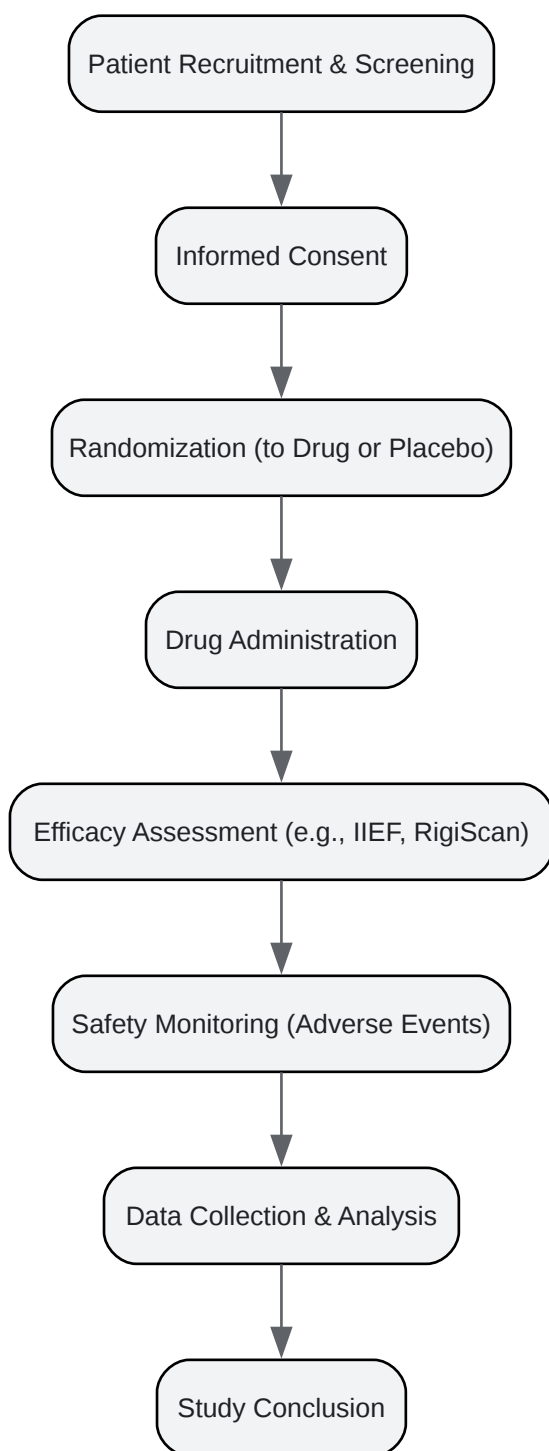 Patient Recruitment & Screening
Informed Consent
Randomization (to Drug or Placebo)
Drug Administration
Efficacy Assessment (e.g., IIEF, RigiScan)
Safety Monitoring (Adverse Events)
Data Collection & Analysis
Study Conclusion